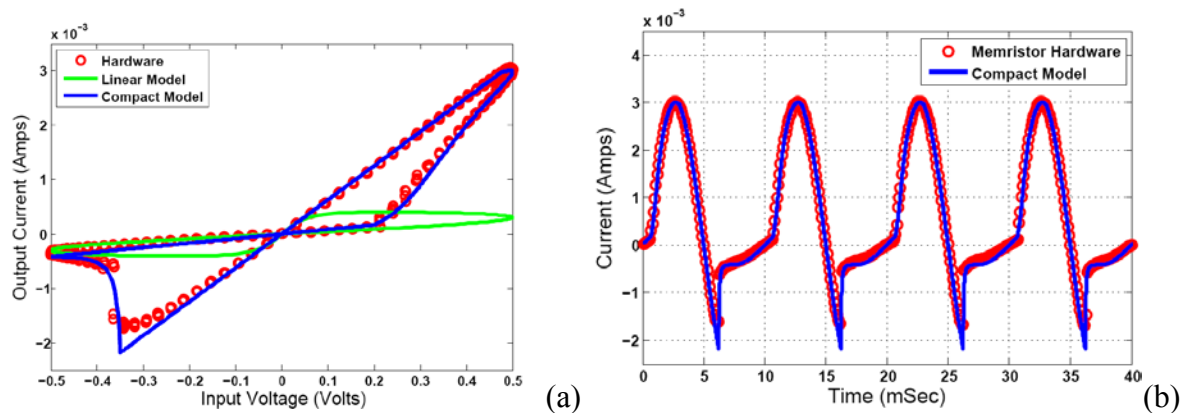 x 10⁻³
Hardware
Linear Model
Compact Model
3
2
1
0
−1
−2
Output Current (Amps)
−0.5 −0.4 −0.3 −0.2 −0.1 0 0.1 0.2 0.3 0.4 0.5
Input Voltage (Volts)
(a)
x 10⁻³
Memristor Hardware
Compact Model
4
3
2
1
0
−1
−2
Current (Amps)
0 5 10 15 20 25 30 35 40
Time (mSec)
(b)